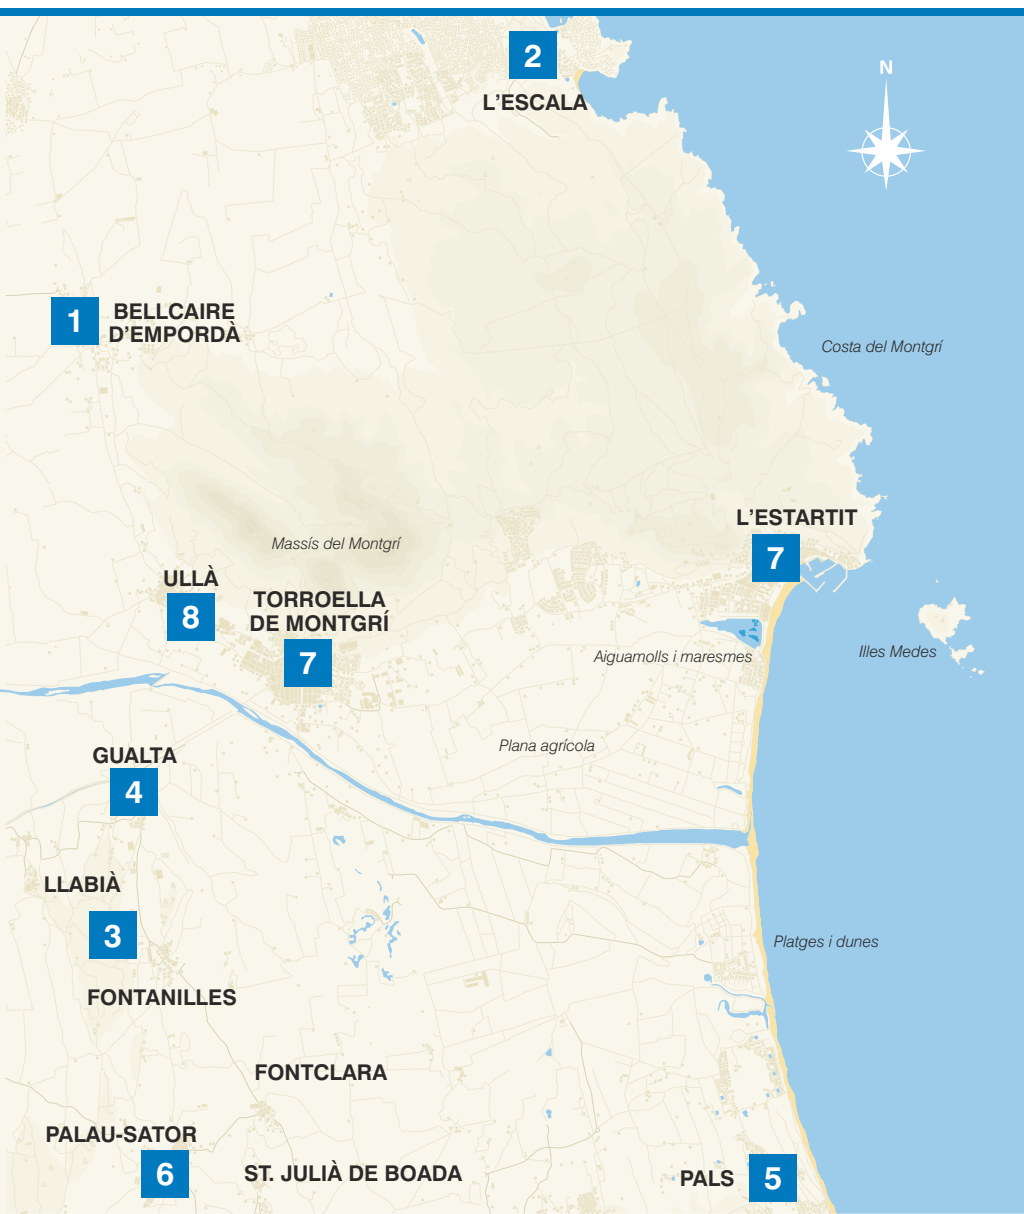 2
L'ESCALA
N
1
BELLCAIRE
D'EMPORDÀ
Costa del Montgrí
L'ESTARTIT
7
Massís del Montgrí
ULLÀ
8
TORROELLA
DE MONTGRÍ
7
Aiguamolls i maresmes
Illes Medes
Plana agrícola
GUALTA
4
LLABIÀ
3
FONTANILLES
Platges i dunes
FONTCLARA
PALAU-SATOR
6
ST. JULIÀ DE BOADA
PALS
5